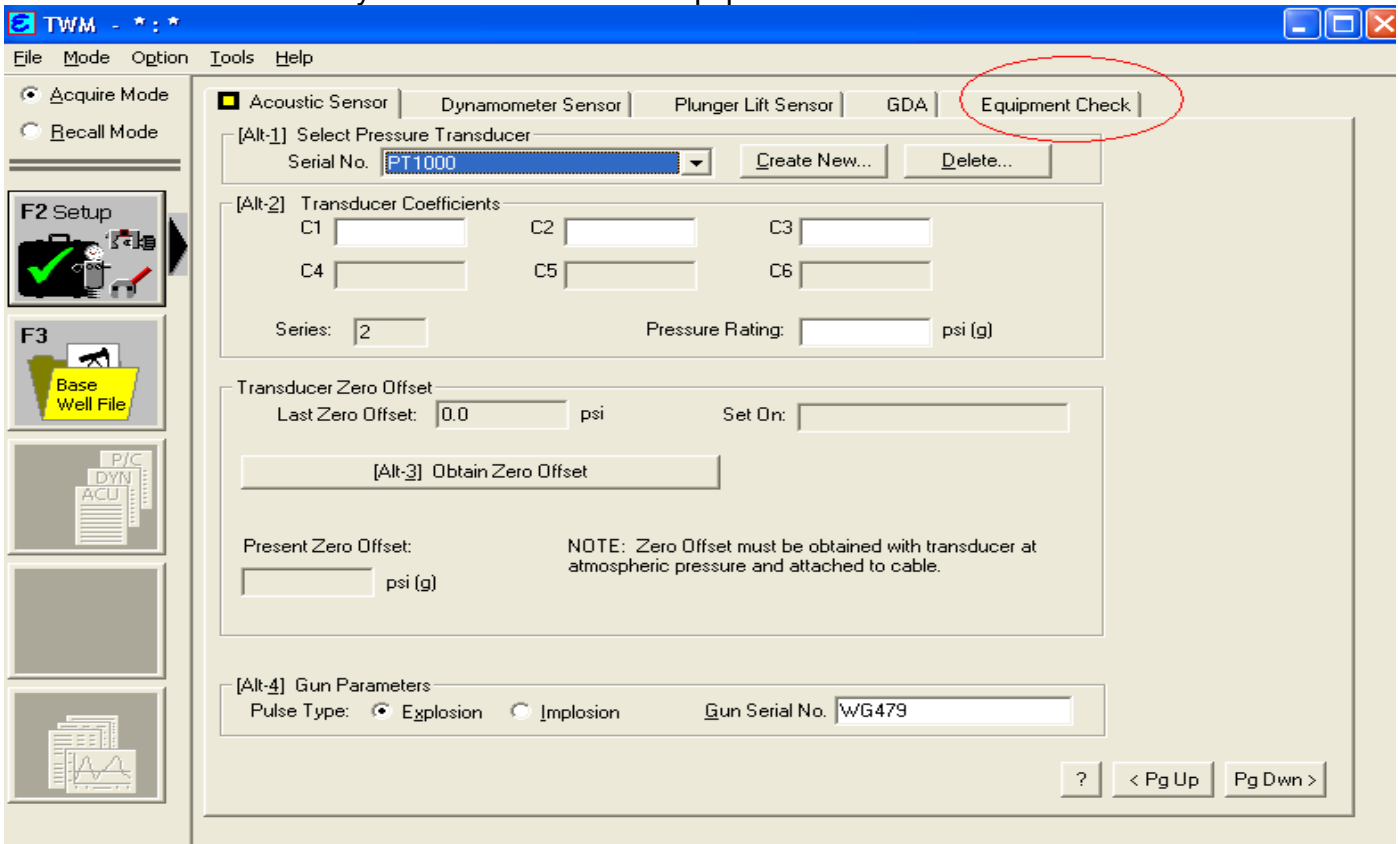 TWM - * : *
File Mode Option Tools Help
Acquire Mode
Recall Mode
F2 Setup
F3
Base
Well File
P/C
DYN
ACU
Acoustic Sensor Dynamometer Sensor Plunger Lift Sensor GDA Equipment Check
[Alt-1] Select Pressure Transducer
Serial No. PT1000 Create New... Delete...
[Alt-2] Transducer Coefficients
C1 C2 C3
C4 C5 C6
Series: 2 Pressure Rating: psi (g)
Transducer Zero Offset
Last Zero Offset: 0.0 psi Set On:
[Alt-3] Obtain Zero Offset
Present Zero Offset:
psi (g)
NOTE: Zero Offset must be obtained with transducer at
atmospheric pressure and attached to cable.
[Alt-4] Gun Parameters
Pulse Type: Explosion Implosion Gun Serial No. WG479
? < Pg Up Pg Dwn >